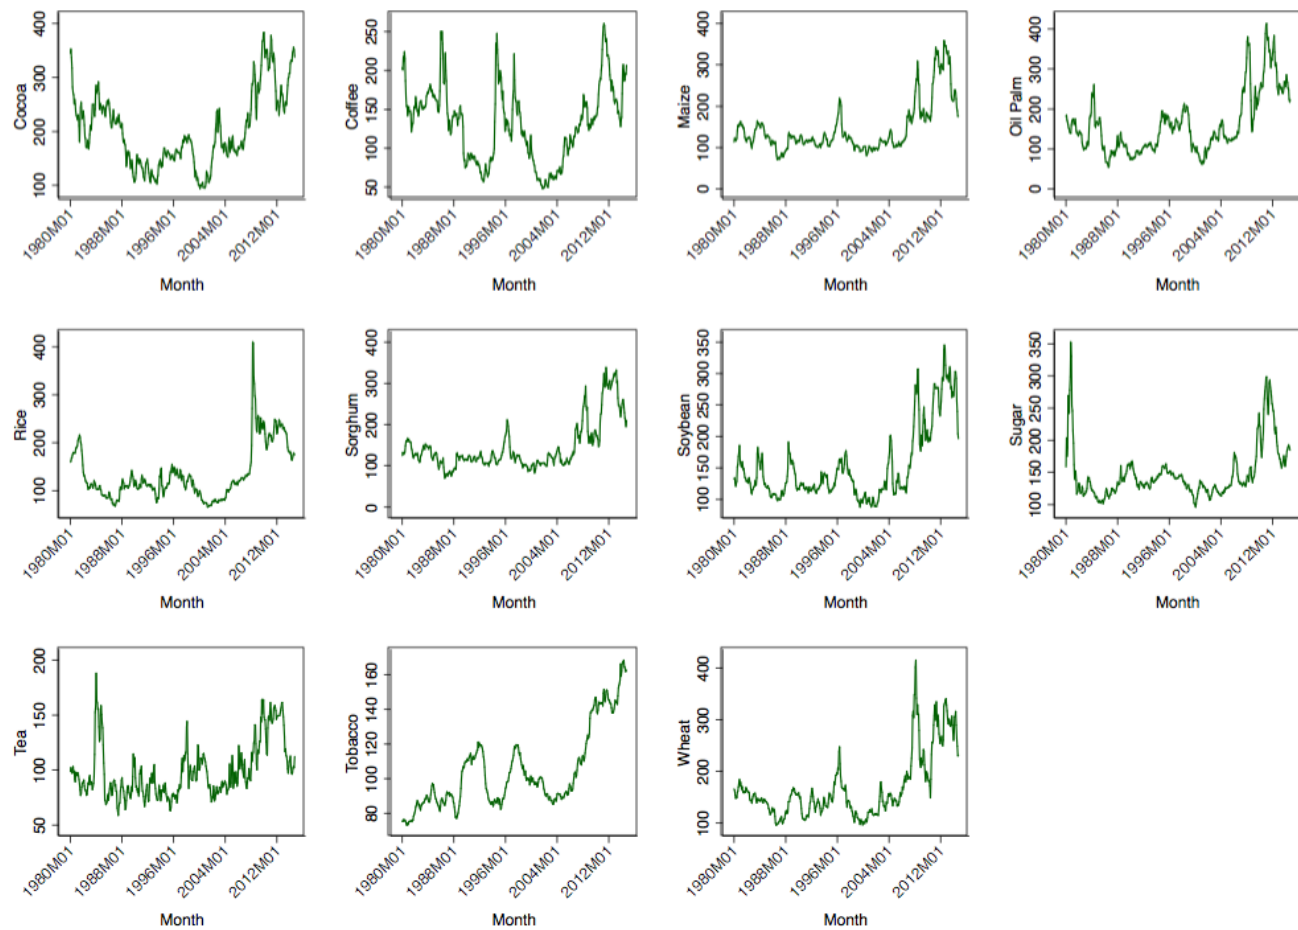 Cocoa
400
300
200
100
1980M01
1988M01
1996M01
2004M01
2012M01
Month
Coffee
250
200
150
100
50
1980M01
1988M01
1996M01
2004M01
2012M01
Month
Maize
400
300
200
100
0
1980M01
1988M01
1996M01
2004M01
2012M01
Month
Oil Palm
400
300
200
100
0
1980M01
1988M01
1996M01
2004M01
2012M01
Month
Rice
400
300
200
100
1980M01
1988M01
1996M01
2004M01
2012M01
Month
Sorghum
400
300
200
100
0
1980M01
1988M01
1996M01
2004M01
2012M01
Month
Soybean
350
300
250
200
150
100
1980M01
1988M01
1996M01
2004M01
2012M01
Month
Sugar
350
300
250
200
150
100
1980M01
1988M01
1996M01
2004M01
2012M01
Month
Tea
200
150
100
50
1980M01
1988M01
1996M01
2004M01
2012M01
Month
Tobacco
160
140
120
100
80
1980M01
1988M01
1996M01
2004M01
2012M01
Month
Wheat
400
300
200
100
1980M01
1988M01
1996M01
2004M01
2012M01
Month